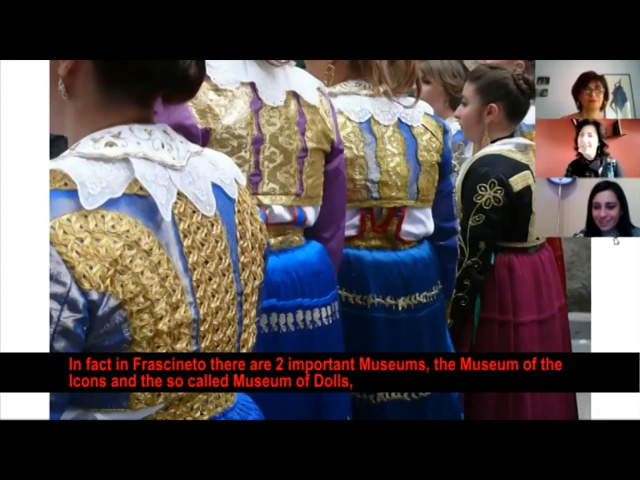 In fact in Frascineto there are 2 important Museums, the Museum of the
Icons and the so called Museum of Dolls,